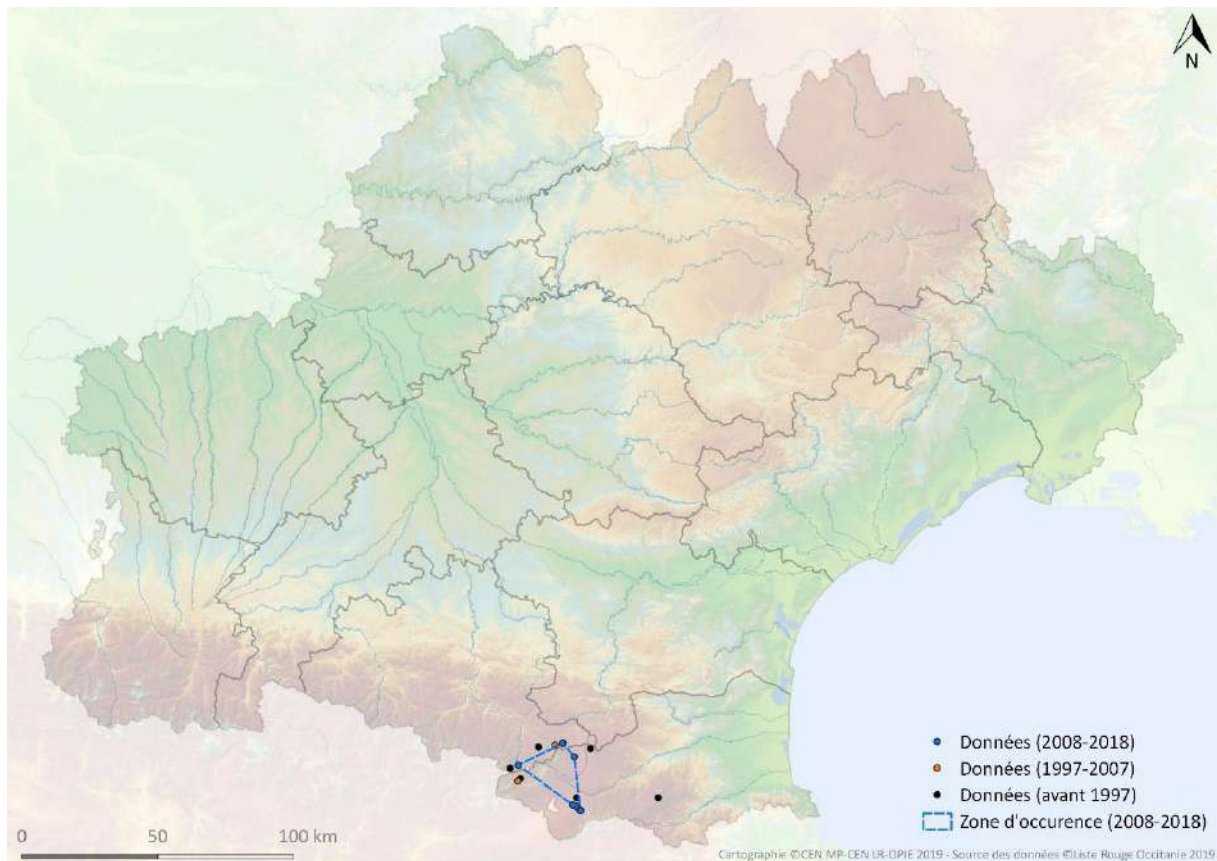 N
Données (2008-2018)
Données (1997-2007)
Données (avant 1997)
Zone d'occurence (2008-2018)
0 50 100 km
Cartographie ©CEN MP-CEN LR-OPIE 2019 - Source des données ©Liste Rouge Occitanie 2019